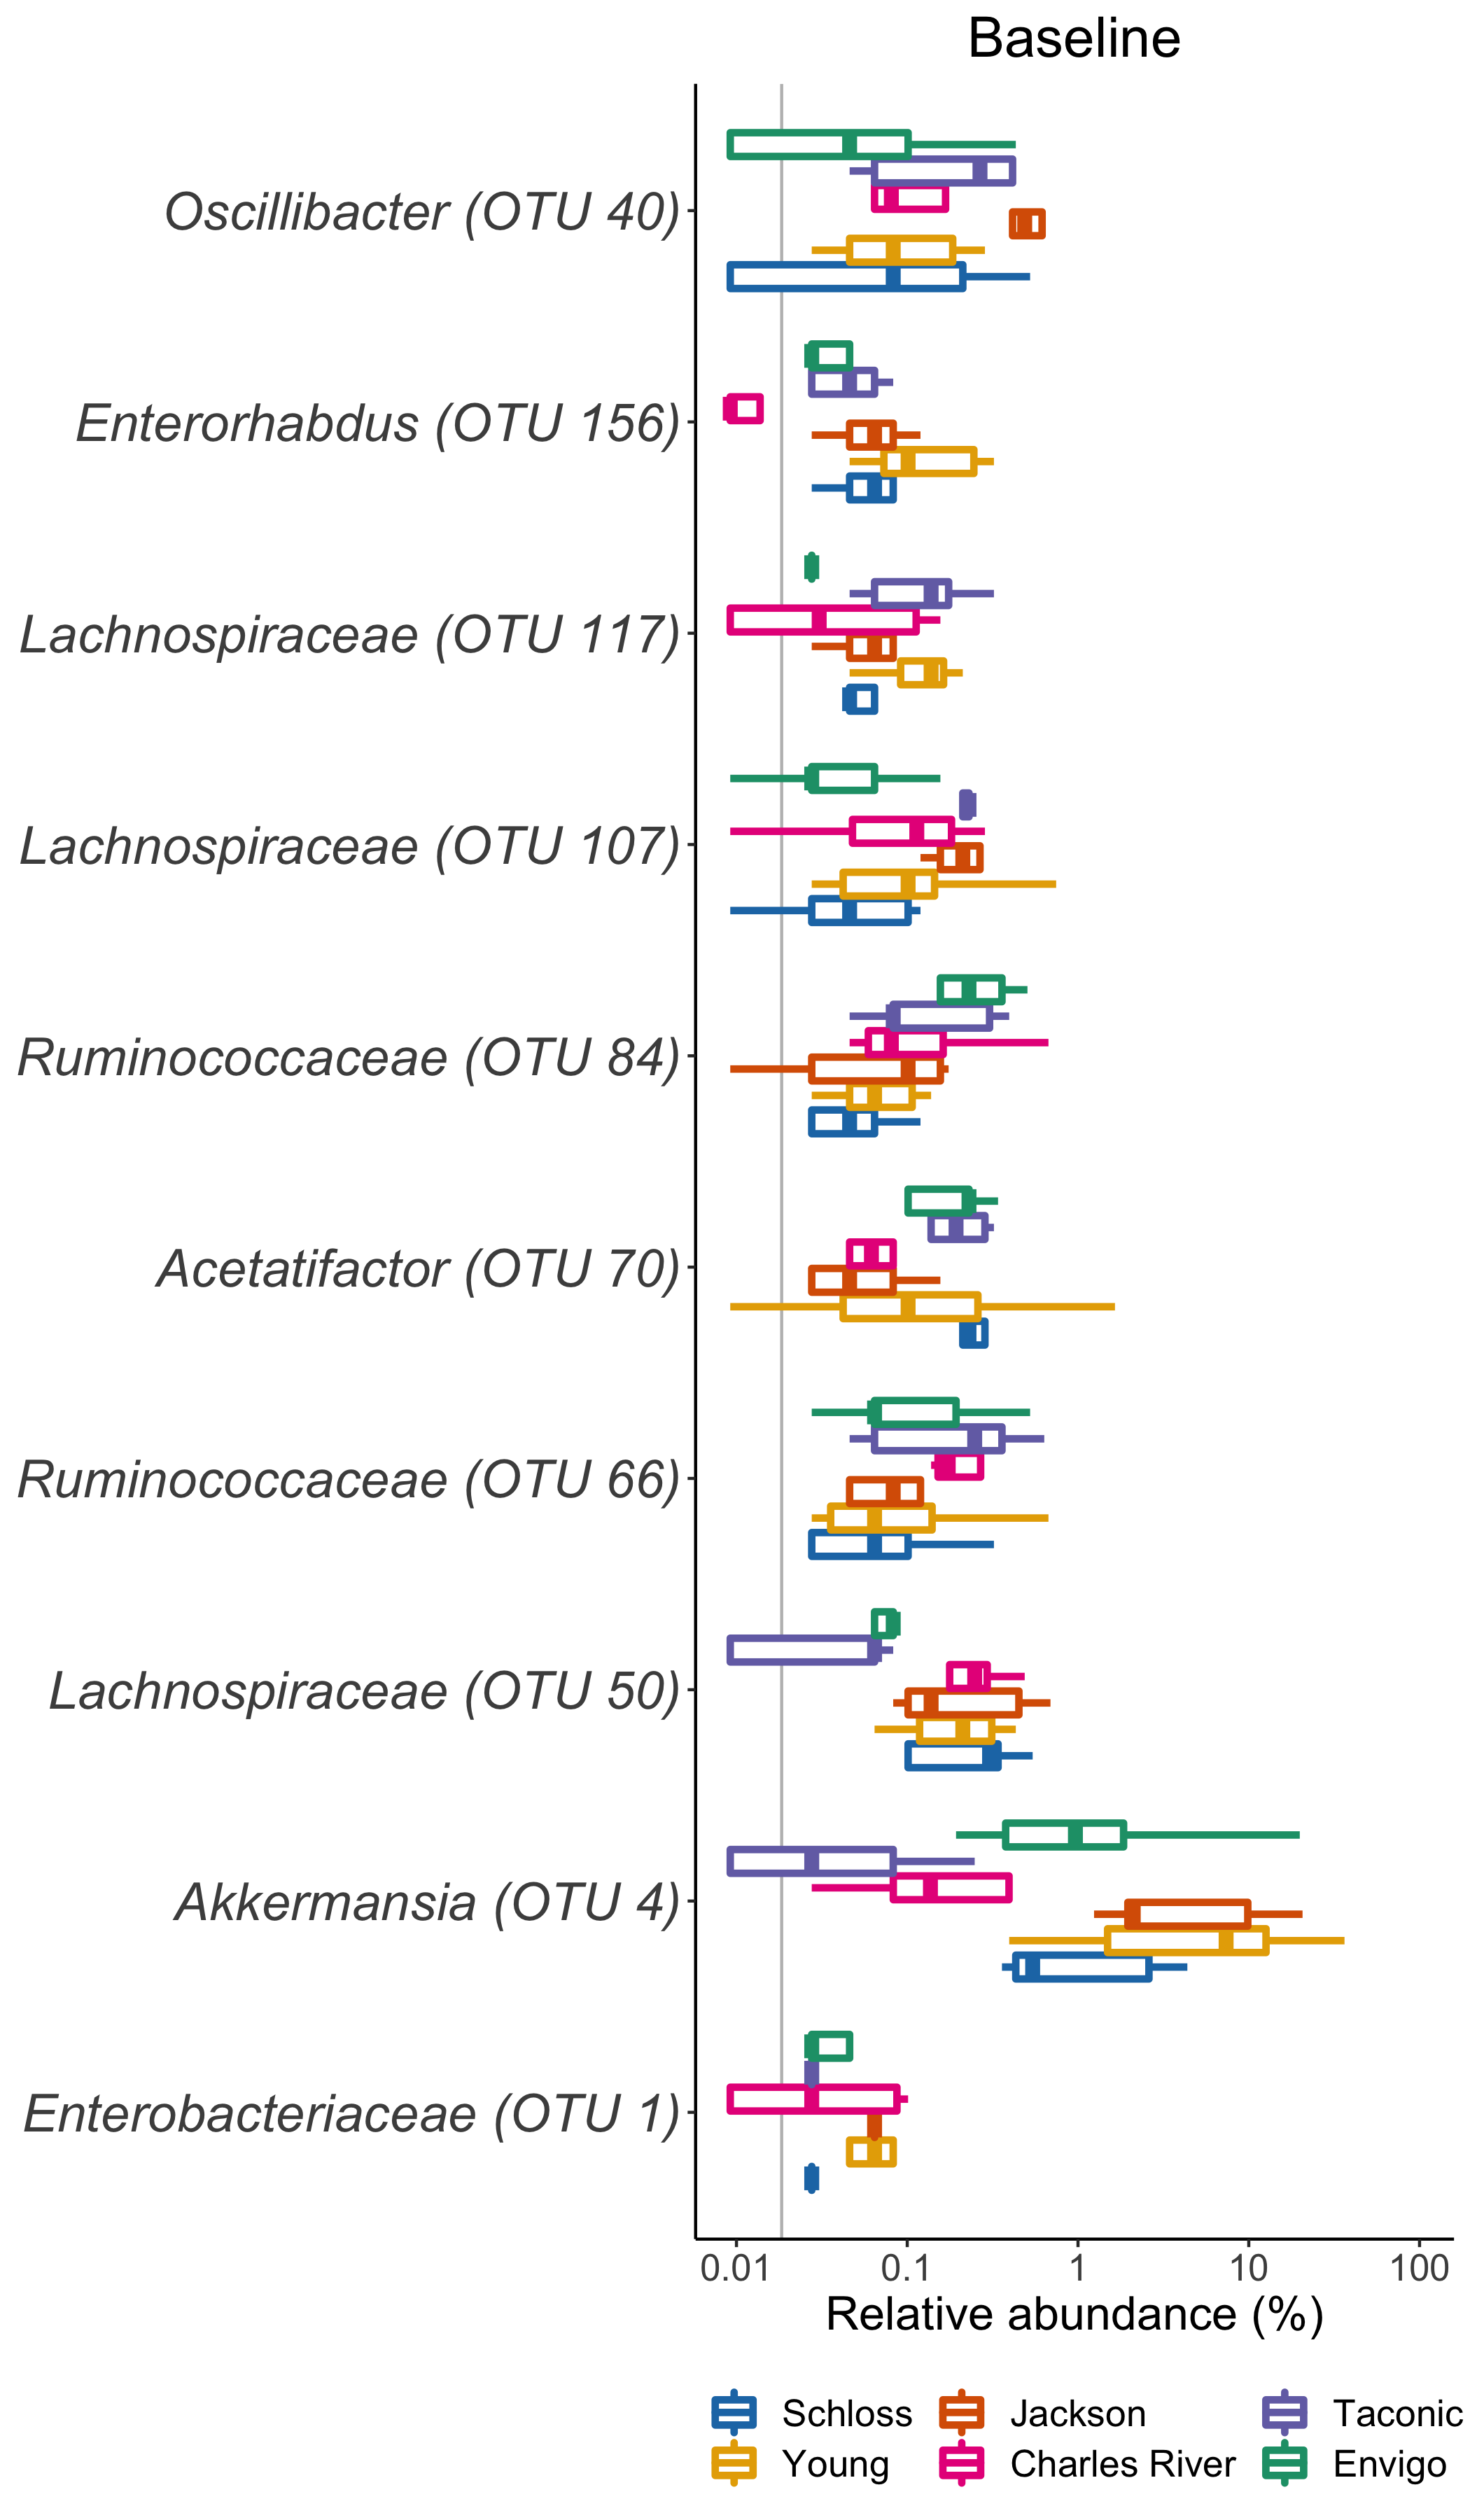 Baseline
Oscillibacter (OTU 40)
Enterorhabdus (OTU 156)
Lachnospiraceae (OTU 117)
Lachnospiraceae (OTU 107)
Ruminococcaceae (OTU 84)
Acetatifactor (OTU 70)
Ruminococcaceae (OTU 66)
Lachnospiraceae (OTU 50)
Akkermansia (OTU 4)
Enterobacteriaceae (OTU 1)
0.01 0.1 1 10 100
Relative abundance (%)
Schloss Jackson Taconic
Young Charles River Envigo